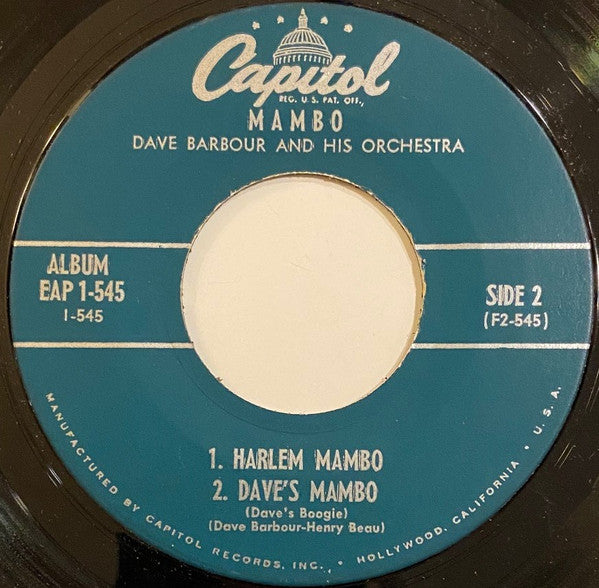 Capitol
REG. U.S. PAT. OFF.,
MAMBO
DAVE BARBOUR AND HIS ORCHESTRA
ALBUM
EAP 1-545
1-545
SIDE 2
(F2-545)
1. HARLEM MAMBO
2. DAVE'S MAMBO
(Dave's Boogie)
(Dave Barbour-Henry Beau)
MANUFACTURED BY CAPITOL RECORDS, INC., • HOLLYWOOD, CALIFORNIA • U.S.A.